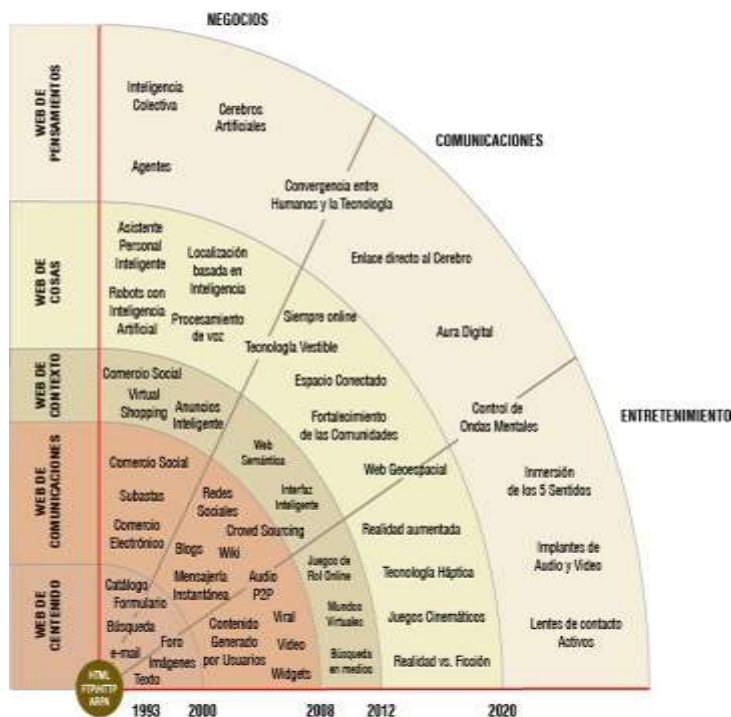 NEGOCIOS
COMUNICACIONES
ENTRETENIMIENTO
WEB DE
PENSAMIENTOS
Inteligencia
Colectiva
Cerebros
Artificiales
Agentes
Convergencia entre
Humanos y la Tecnología
Enlace directo al Cerebro
Aura Digital
Control de
Ondas Mentales
Inmersión
de los 5 Sentidos
Implantes de
Audio y Video
Lentes de contacto
Activos
WEB DE
COSAS
Asistente
Personal
Inteligente
Localización
basada en
Inteligencia
Robots con
Inteligencia
Artificial
Procesamiento
de voz
Siempre online
Tecnología Vestible
Espacio Conectado
Fortalecimiento
de las Comunidades
Web Geoespacial
Realidad aumentada
Tecnología Háptica
Juegos Cinemáticos
Realidad vs. Ficción
WEB DE
CONTEXTO
Comercio Social
Virtual
Shopping
Anuncios
Inteligente
Web
Semántica
Interfaz
Inteligente
Juegos de
Rol Online
Mundos
Virtuales
Búsqueda
en medios
WEB DE
COMUNICACIONES
Comercio Social
Subastas
Redes
Sociales
Comercio
Electrónico
Crowd Sourcing
Blogs
Wiki
Mensajería
Instantánea
Audio
P2P
Contenido
Generado
por Usuarios
Viral
Video
Widgets
WEB DE
CENTENIDO
Catálogo
Formulario
Búsqueda
e-mail
Foro
Imágenes
Texto
HTML
FTP/HTTP
ARPN
1993
2000
2008
2012
2020